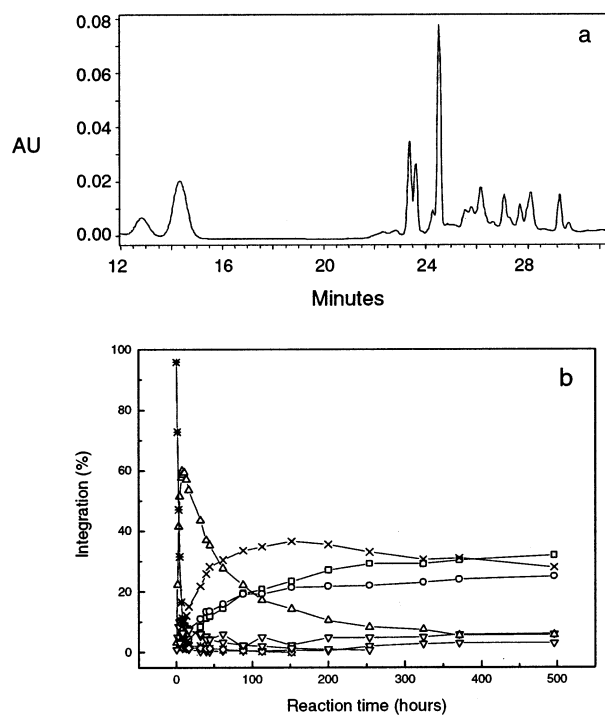 a
0.08
0.06
AU
0.04
0.02
0.00
12 16 20 24 28
Minutes
b
100
80
60
Integration (%)
40
20
0
0 100 200 300 400 500
Reaction time (hours)